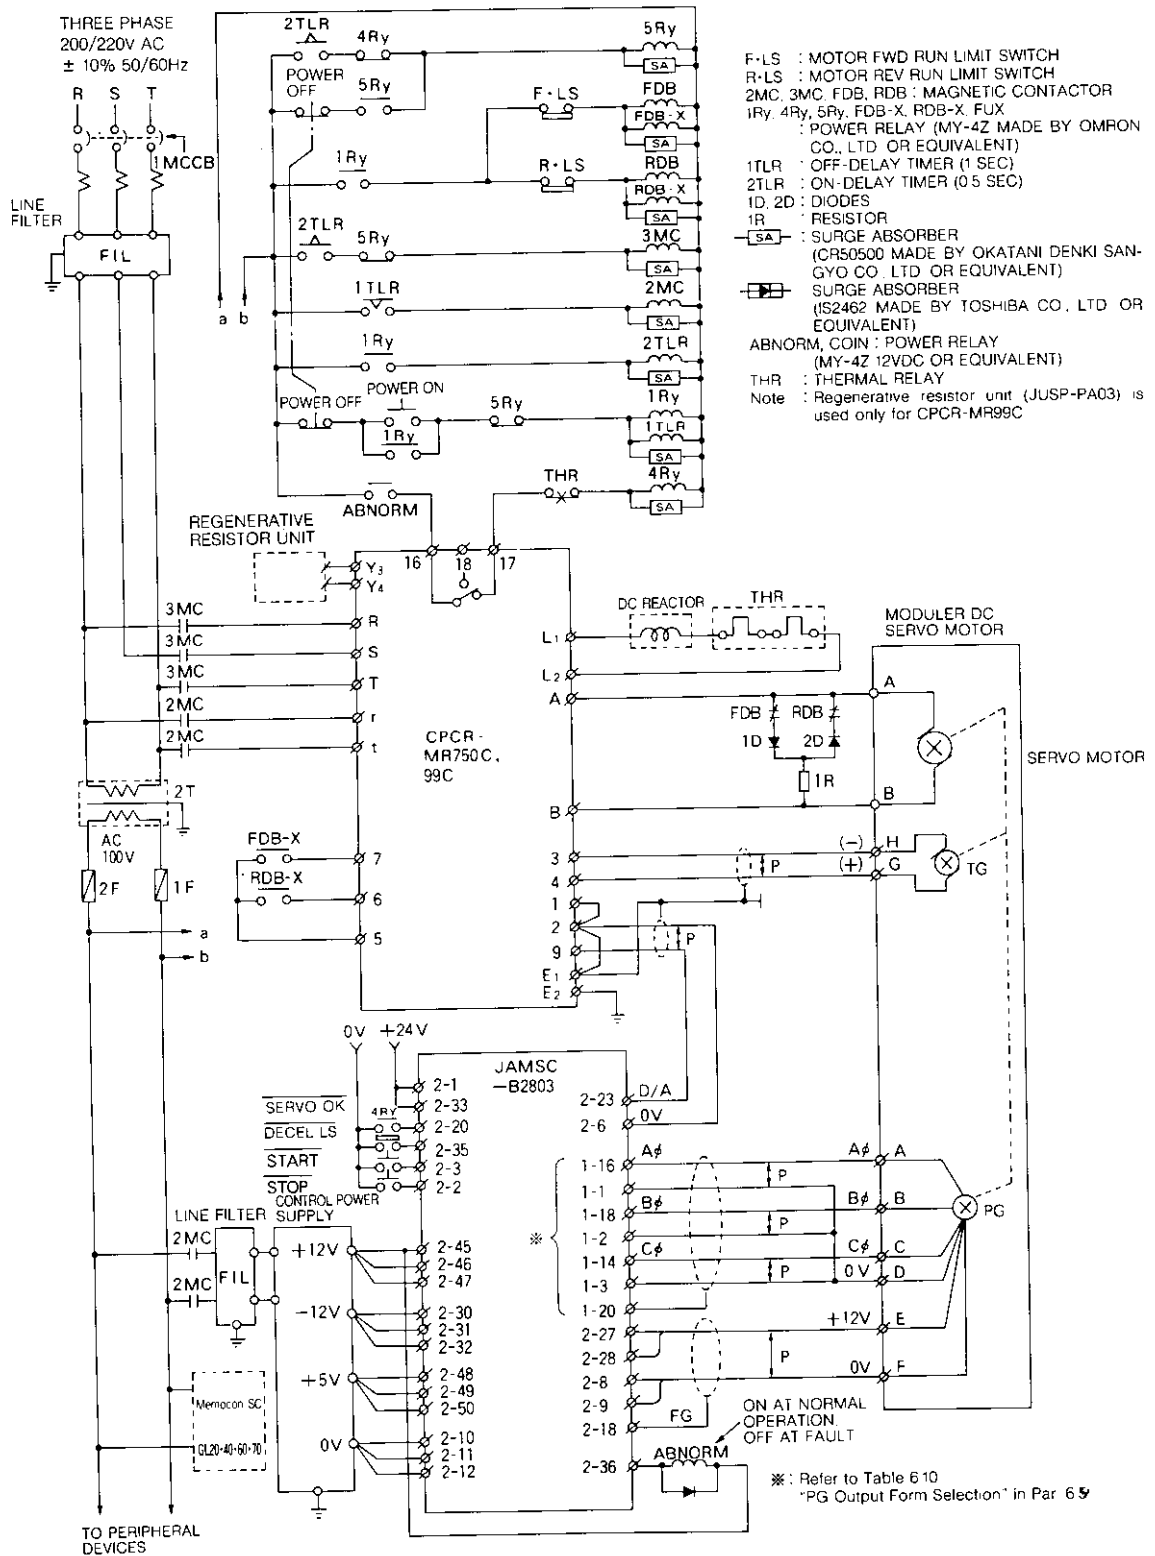 THREE PHASE
200/220V AC
± 10% 50/60Hz
R S T
1MCCB
LINE
FILTER
FIL
a b
2TLR
4Ry
5Ry
SA
POWER
OFF
5Ry
F・LS
FDB
FDB-X
SA
1Ry
R・LS
RDB
RDB-X
SA
2TLR
5Ry
3MC
SA
1TLR
2MC
SA
1Ry
2TLR
SA
POWER ON
POWER OFF
1Ry
5Ry
1Ry
1TLR
SA
ABNORM
THR
4Ry
SA
F・LS : MOTOR FWD RUN LIMIT SWITCH
R・LS : MOTOR REV RUN LIMIT SWITCH
2MC, 3MC, FDB, RDB : MAGNETIC CONTACTOR
1Ry, 4Ry, 5Ry, FDB-X, RDB-X, FUX
: POWER RELAY (MY-4Z MADE BY OMRON
CO., LTD OR EQUIVALENT)
1TLR : OFF-DELAY TIMER (1 SEC)
2TLR : ON-DELAY TIMER (0 5 SEC)
1D, 2D : DIODES
1R : RESISTOR
SA : SURGE ABSORBER
(CR50500 MADE BY OKATANI DENKI SAN-
GYO CO. LTD OR EQUIVALENT)
SURGE ABSORBER
(IS2462 MADE BY TOSHIBA CO., LTD OR
EQUIVALENT)
ABNORM, COIN : POWER RELAY
(MY-4Z 12VDC OR EQUIVALENT)
THR : THERMAL RELAY
Note : Regenerative resistor unit (JUSP-PA03) is
used only for CPCR-MR99C
REGENERATIVE
RESISTOR UNIT
Y3
Y4
16 18 17
3MC
R
3MC
S
3MC
T
2MC
r
2MC
t
CPCR-
MR750C,
99C
L1
L2
A
B
DC REACTOR
THR
MODULER DC
SERVO MOTOR
A
FDB
RDB
1D
2D
1R
B
SERVO MOTOR
2T
AC
100V
2F
1F
a
b
FDB-X
7
RDB-X
6
5
3
4
1
2
9
E1
E2
P
P
(-) H
(+) G
TG
0V +24V
JAMSC
-B2803
SERVO OK
4RY
DECEL LS
START
STOP
2-1
2-33
2-20
2-35
2-3
2-2
2-23 D/A
2-6 0V
CONTROL POWER
SUPPLY
LINE FILTER
2MC
2MC
FIL
+12V
-12V
+5V
0V
2-45
2-46
2-47
2-30
2-31
2-32
2-48
2-49
2-50
2-10
2-11
2-12
※
1-16 Aφ
1-1
1-18 Bφ
1-2
1-14 Cφ
1-3
1-20
2-27
2-28
2-8
2-9
2-18 FG
2-36
P
P
P
P
Aφ A
Bφ B
Cφ C
0V D
+12V E
0V F
PG
Memocon SC
GL20・40・60・70
ABNORM
ON AT NORMAL
OPERATION.
OFF AT FAULT
※ : Refer to Table 6 10
"PG Output Form Selection" in Par 6 5
TO PERIPHERAL
DEVICES